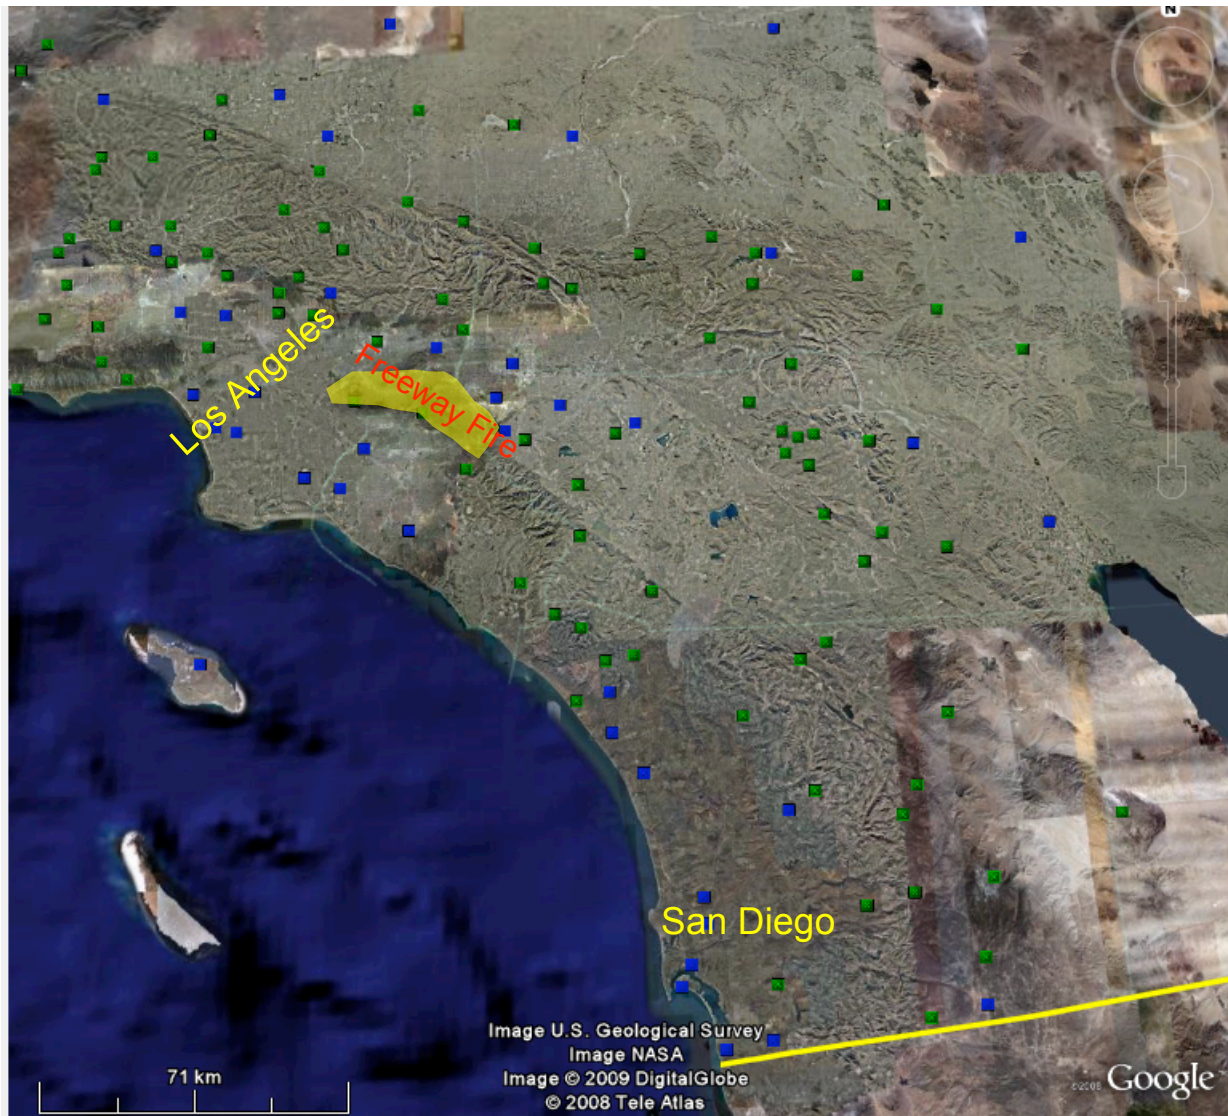 N
Los Angeles
Freeway Fire
San Diego
Image U.S. Geological Survey
Image NASA
Image © 2009 DigitalGlobe
© 2008 Tele Atlas
71 km
©2008 Google